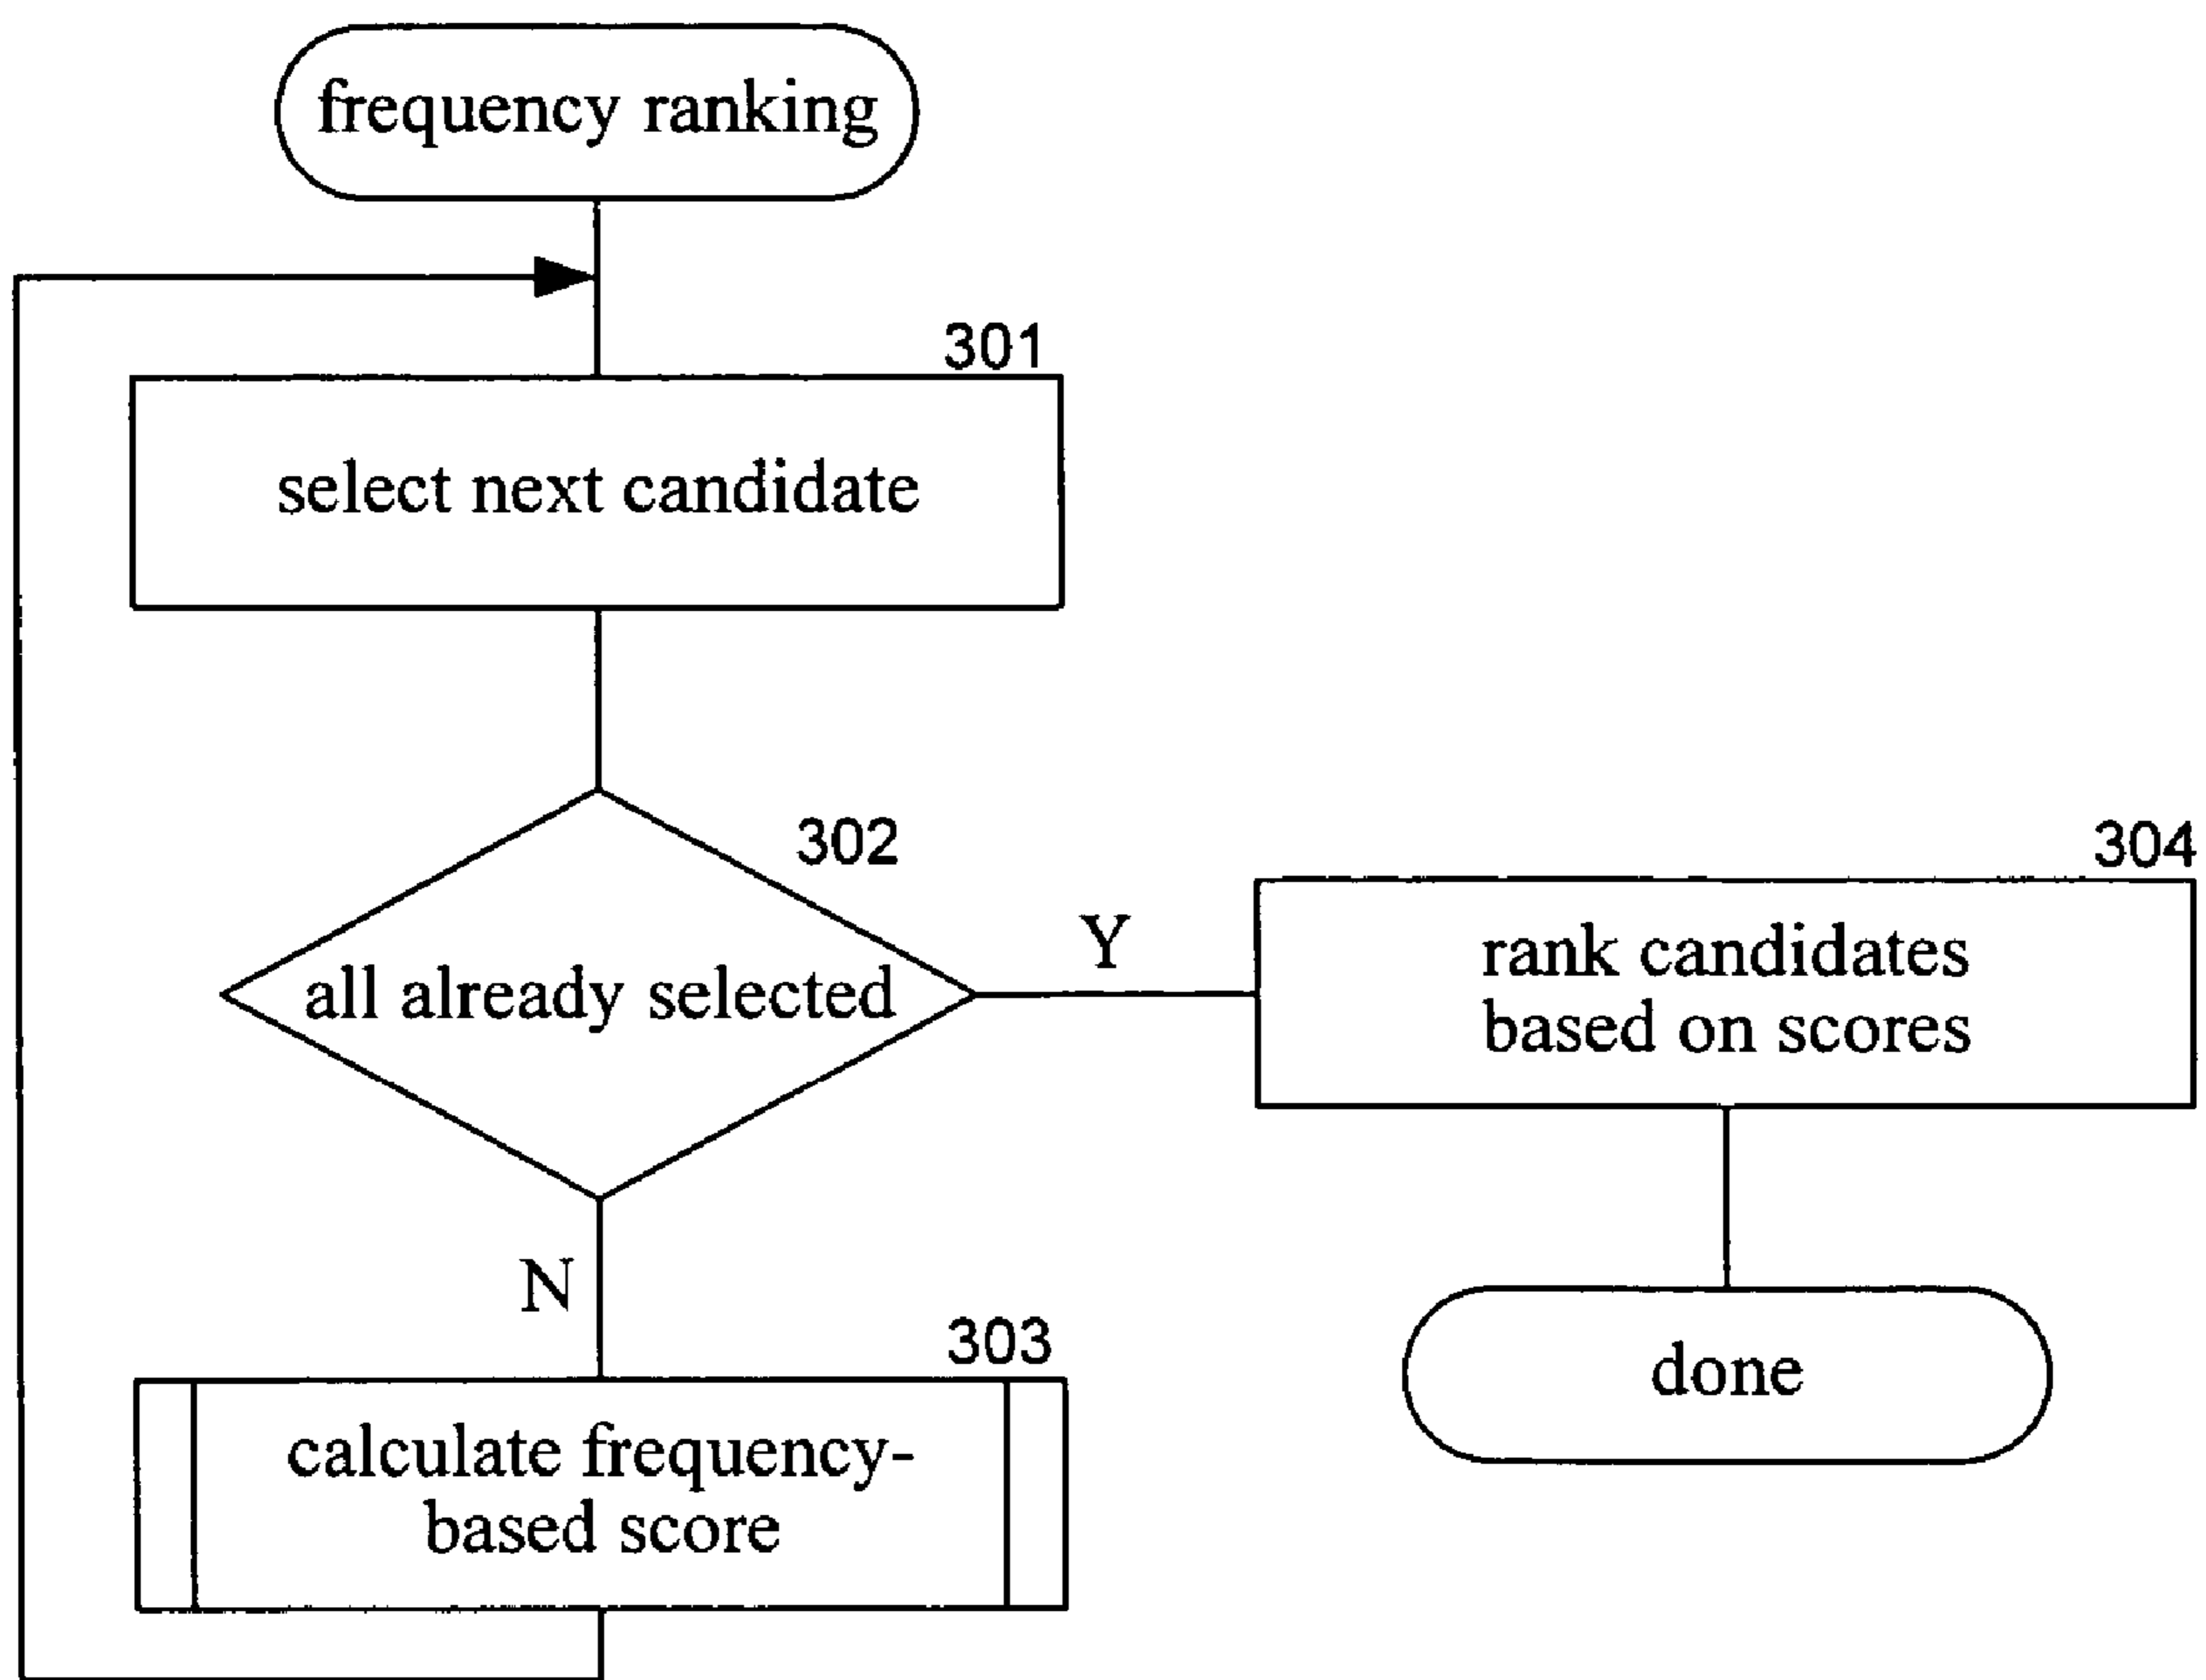 frequency ranking
301
select next candidate
302
all already selected
Y
304
rank candidates
based on scores
N
303
calculate frequency-
based score
done